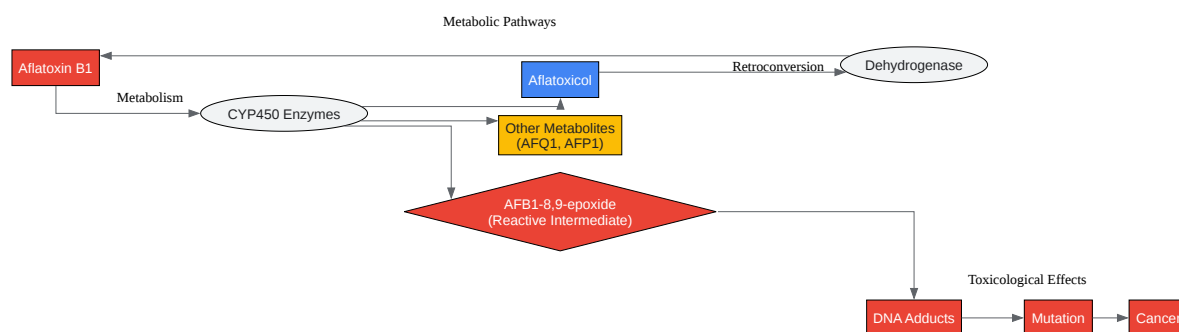 Metabolic Pathways
Aflatoxin B1
Metabolism
CYP450 Enzymes
Aflatoxicol
Retroconversion
Dehydrogenase
Other Metabolites
(AFQ1, AFP1)
AFB1-8,9-epoxide
(Reactive Intermediate)
Toxicological Effects
DNA Adducts
Mutation
Cancer